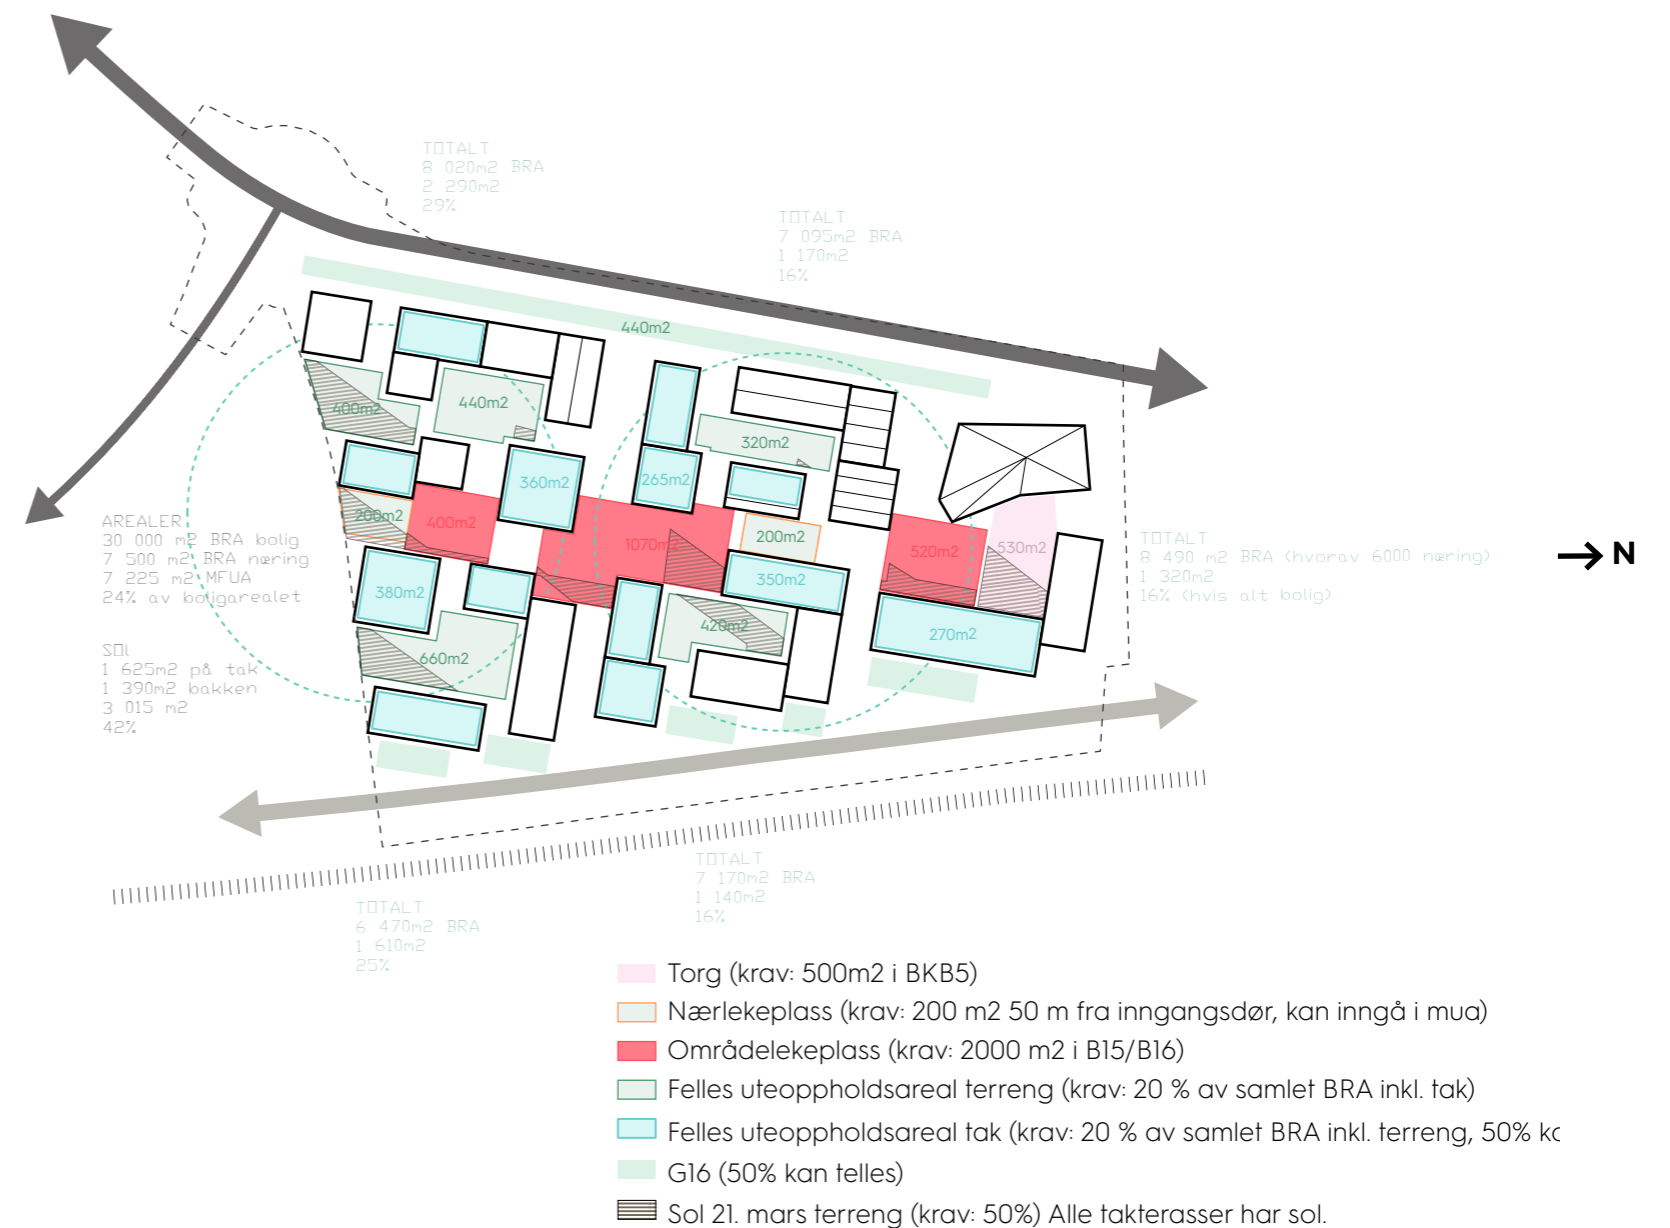 TOTALT
8 020m2 BRA
2 290m2
29%
TOTALT
7 095m2 BRA
1 170m2
16%
440m2
400m2
440m2
320m2
360m2
265m2
200m2
400m2
1070m2
200m2
520m2
530m2
380m2
350m2
420m2
270m2
660m2
AREALER
30 000 m2 BRA bolig
7 500 m2 BRA næring
7 225 m2 MFUA
24% av boligarealet
SOl
1 625m2 på tak
1 390m2 bakken
3 015 m2
42%
TOTALT
8 490 m2 BRA (hvorav 6000 næring)
1 320m2
16% (hvis alt bolig)
N
TOTALT
7 170m2 BRA
1 140m2
16%
TOTALT
6 470m2 BRA
1 610m2
25%
Torg (krav: 500m2 i BKB5)
Nærlekeplass (krav: 200 m2 50 m fra inngangsdør, kan inngå i mua)
Områdelekeplass (krav: 2000 m2 i B15/B16)
Felles uteoppholdsareal terreng (krav: 20 % av samlet BRA inkl. tak)
Felles uteoppholdsareal tak (krav: 20 % av samlet BRA inkl. terreng, 50%
G16 (50% kan telles)
Sol 21. mars terreng (krav: 50%) Alle takterasser har sol.